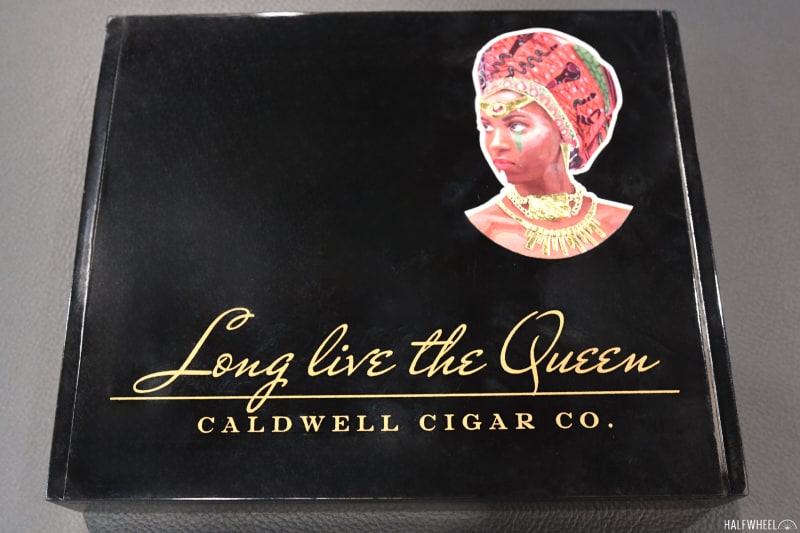 Long live the Queen
CALDWELL CIGAR CO.
HALFWHEEL